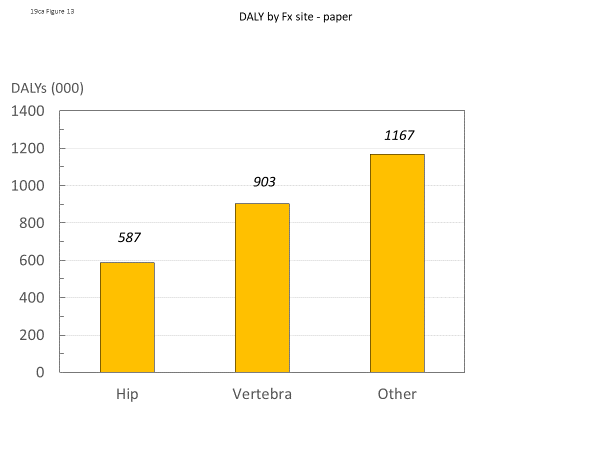 19ca Figure 13
DALY by Fx site - paper
DALYs (000)
1400
1200
1000
800
600
400
200
0
587
903
1167
Hip
Vertebra
Other